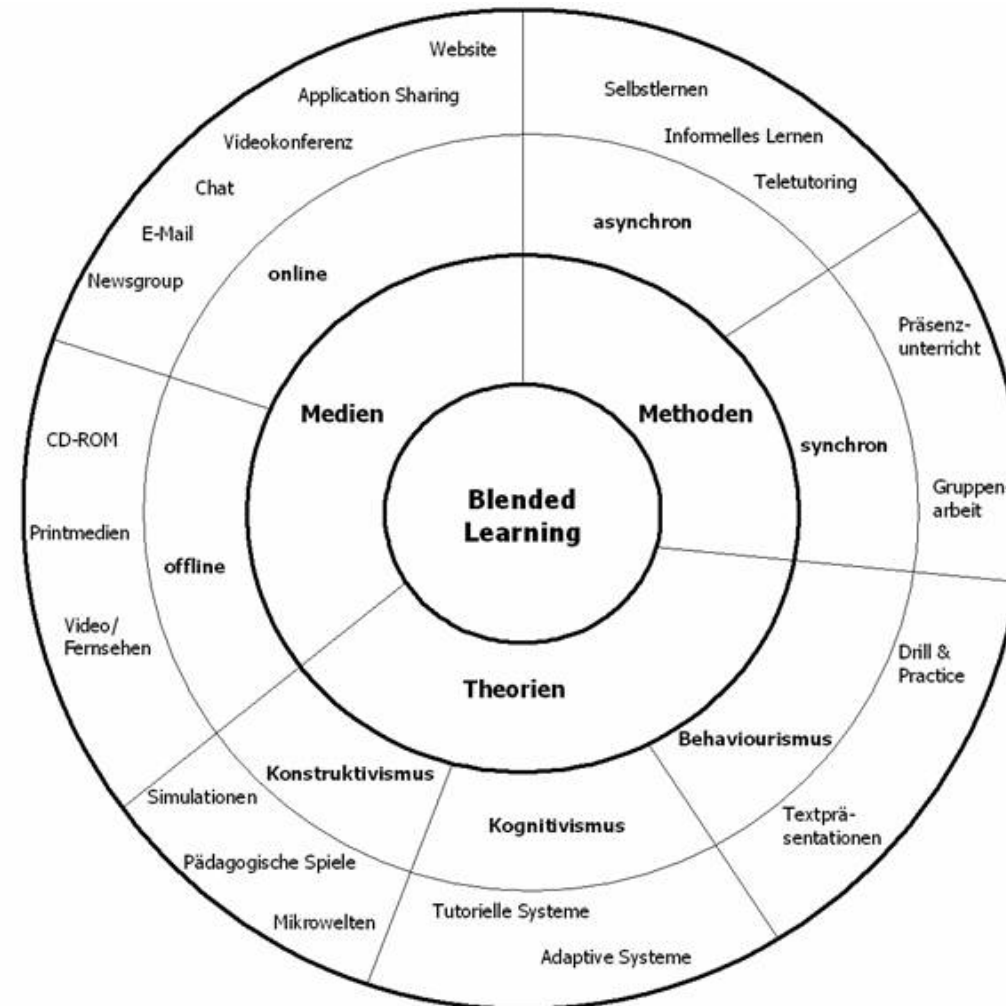 Website
Application Sharing
Videokonferenz
Chat
E-Mail
Newsgroup
online
Selbstlernen
Informelles Lernen
Teletutoring
asynchron
Präsenz-
unterricht
Gruppen-
arbeit
synchron
Medien
Methoden
Blended
Learning
CD-ROM
Printmedien
Video/
Fernsehen
offline
Theorien
Drill &
Practice
Textprä-
sentationen
Behaviourismus
Konstruktivismus
Kognitivismus
Simulationen
Pädagogische Spiele
Mikrowelten
Tutorielle Systeme
Adaptive Systeme